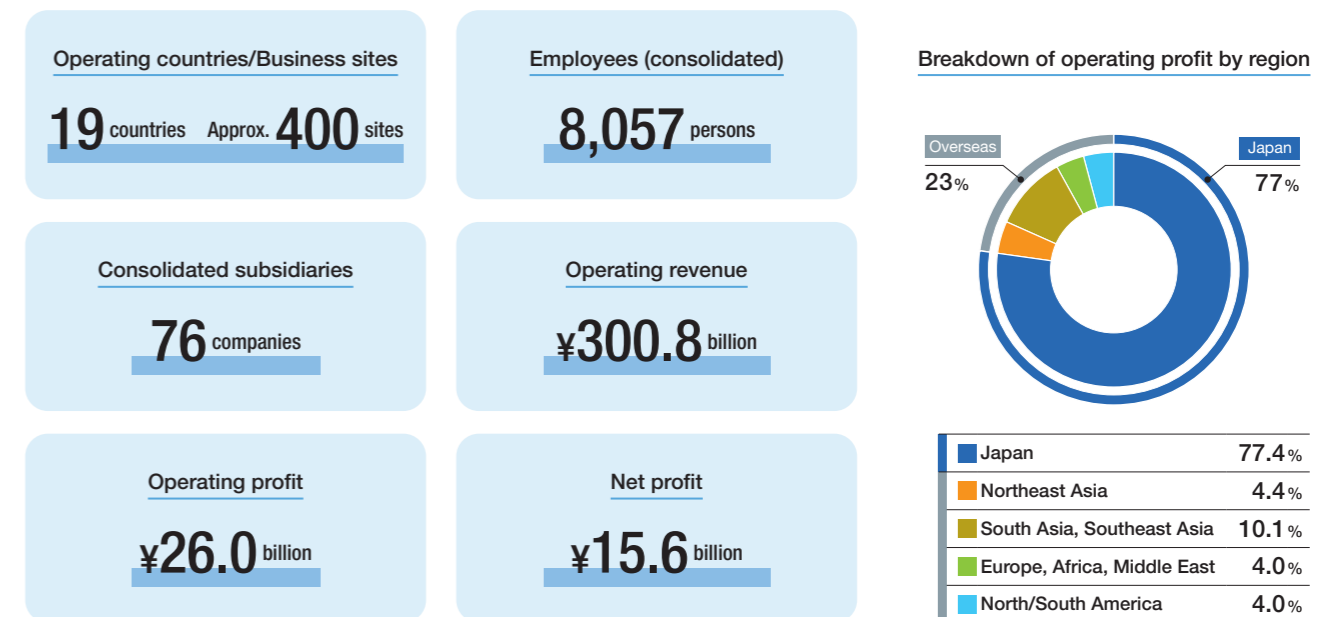 Operating countries/Business sites
19 countries Approx. 400 sites
Employees (consolidated)
8,057 persons
Consolidated subsidiaries
76 companies
Operating revenue
¥300.8 billion
Operating profit
¥26.0 billion
Net profit
¥15.6 billion
Breakdown of operating profit by region
Overseas
23%
Japan
77%
Japan 77.4%
Northeast Asia 4.4%
South Asia, Southeast Asia 10.1%
Europe, Africa, Middle East 4.0%
North/South America 4.0%